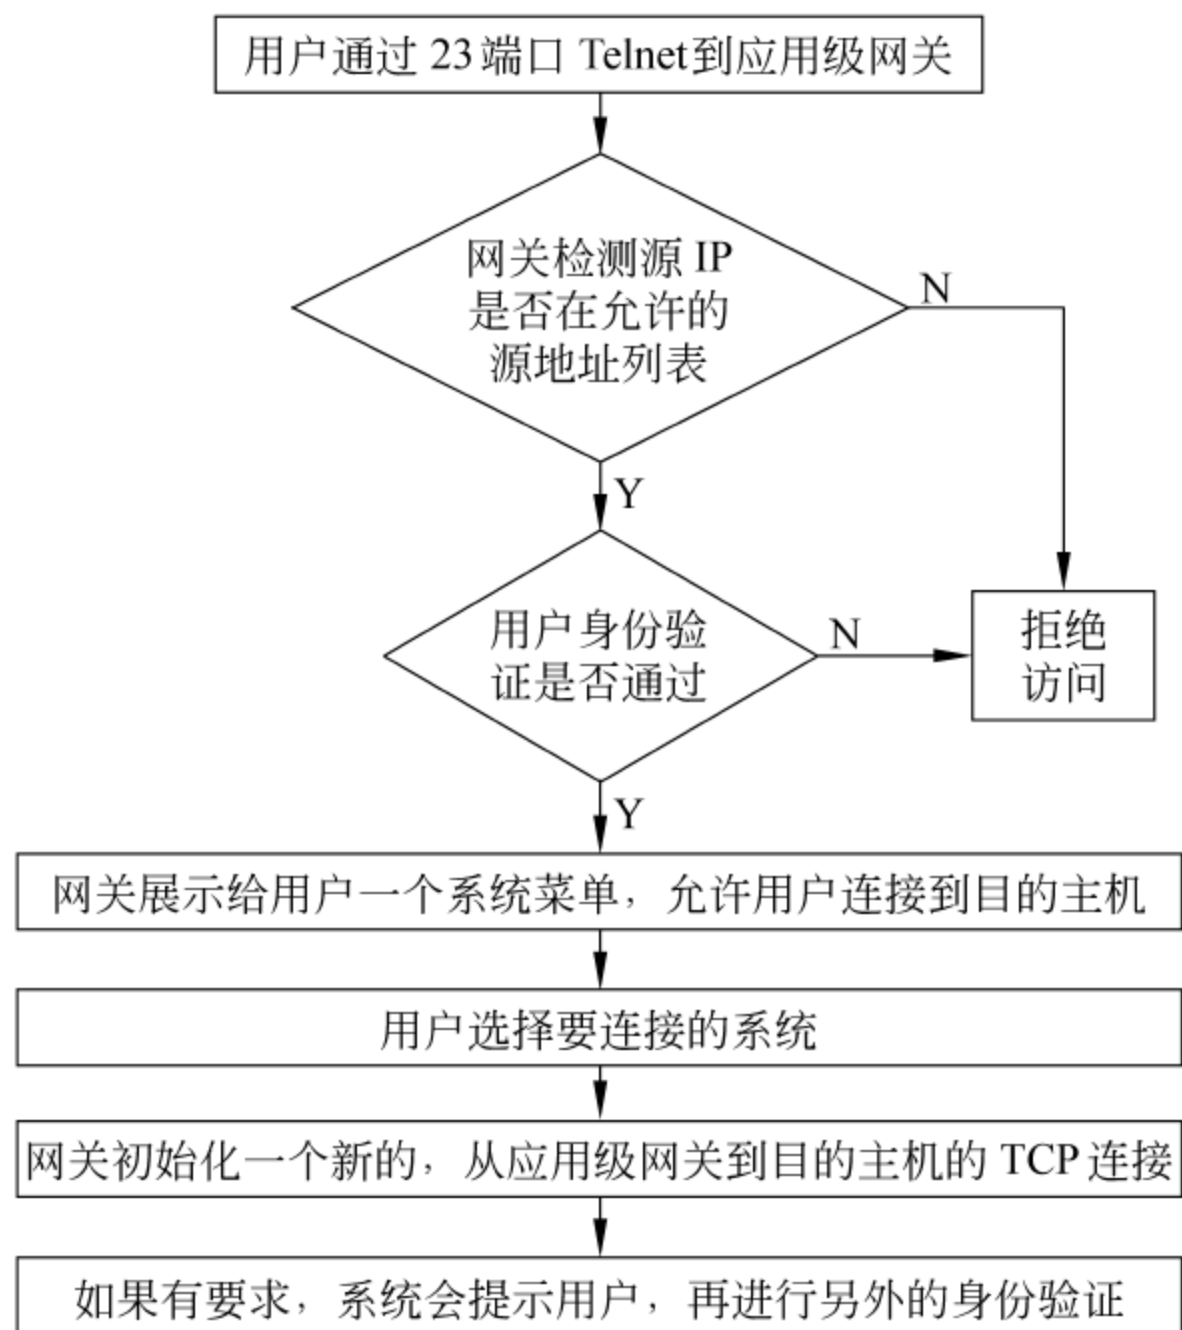 用户通过 23 端口 Telnet到应用级网关
网关检测源 IP
是否在允许的
源地址列表
N
Y
用户身份验
证是否通过
N
拒绝
访问
Y
网关展示给用户一个系统菜单，允许用户连接到目的主机
用户选择要连接的系统
网关初始化一个新的，从应用级网关到目的主机的 TCP 连接
如果有要求，系统会提示用户，再进行另外的身份验证